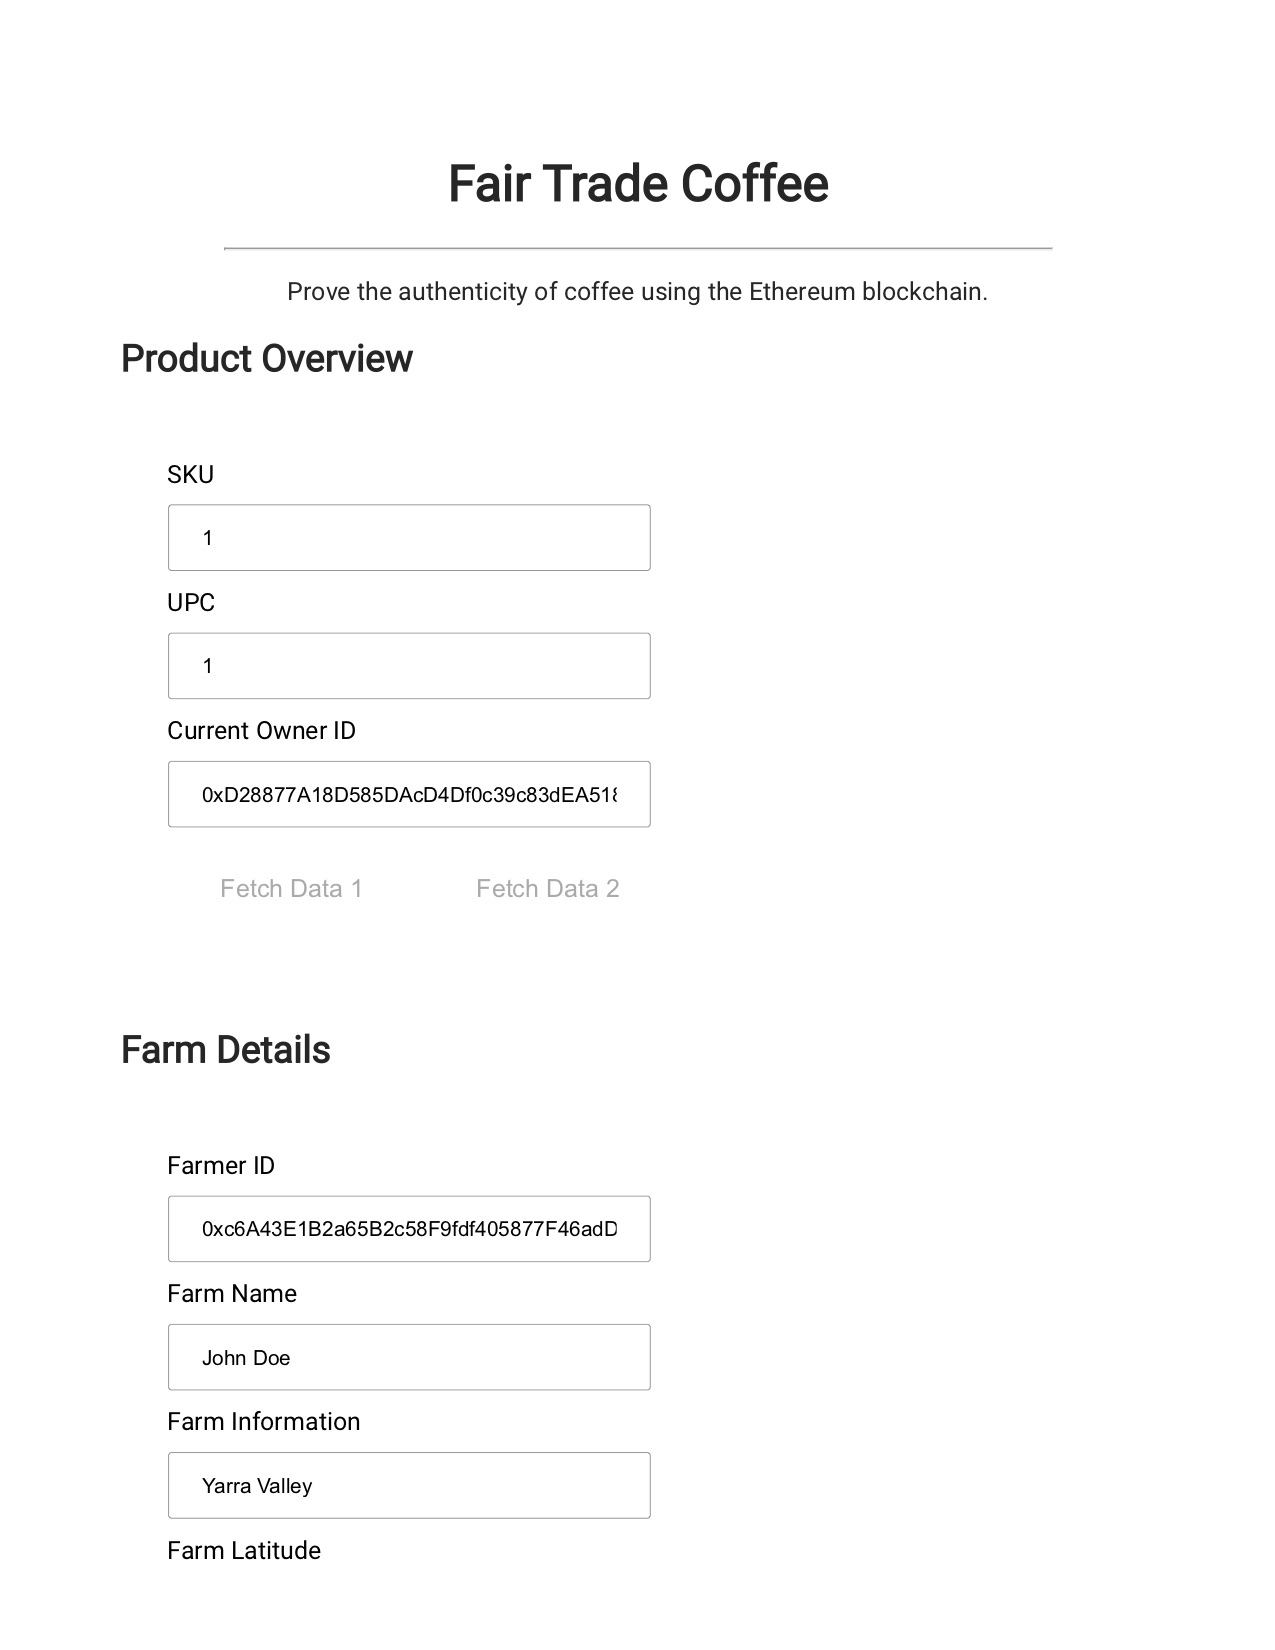 Fair Trade Coffee
Prove the authenticity of coffee using the Ethereum blockchain.
Product Overview
SKU
1
UPC
1
Current Owner ID
0xD28877A18D585DAcD4Df0c39c83dEA518
Fetch Data 1 Fetch Data 2
Farm Details
Farmer ID
0xc6A43E1B2a65B2c58F9fdf405877F46adD
Farm Name
John Doe
Farm Information
Yarra Valley
Farm Latitude